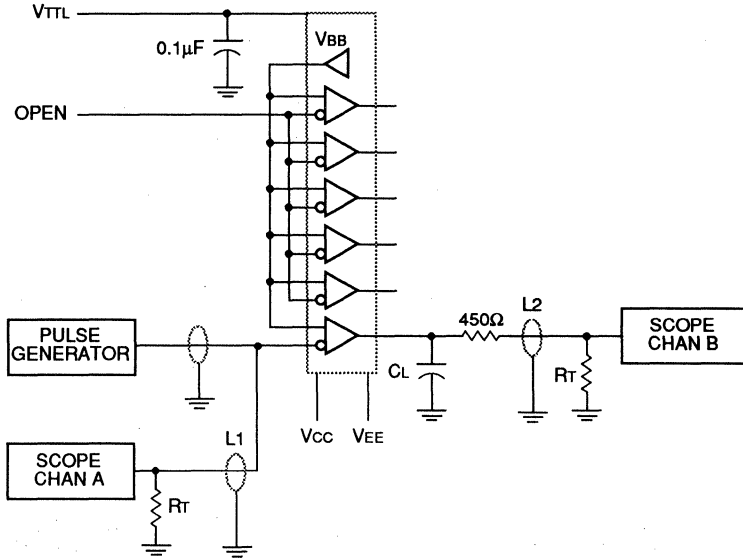 VTTL
0.1µF
VBB
OPEN
PULSE
GENERATOR
450Ω
L2
SCOPE
CHAN B
CL
RT
VCC
VEE
L1
SCOPE
CHAN A
RT